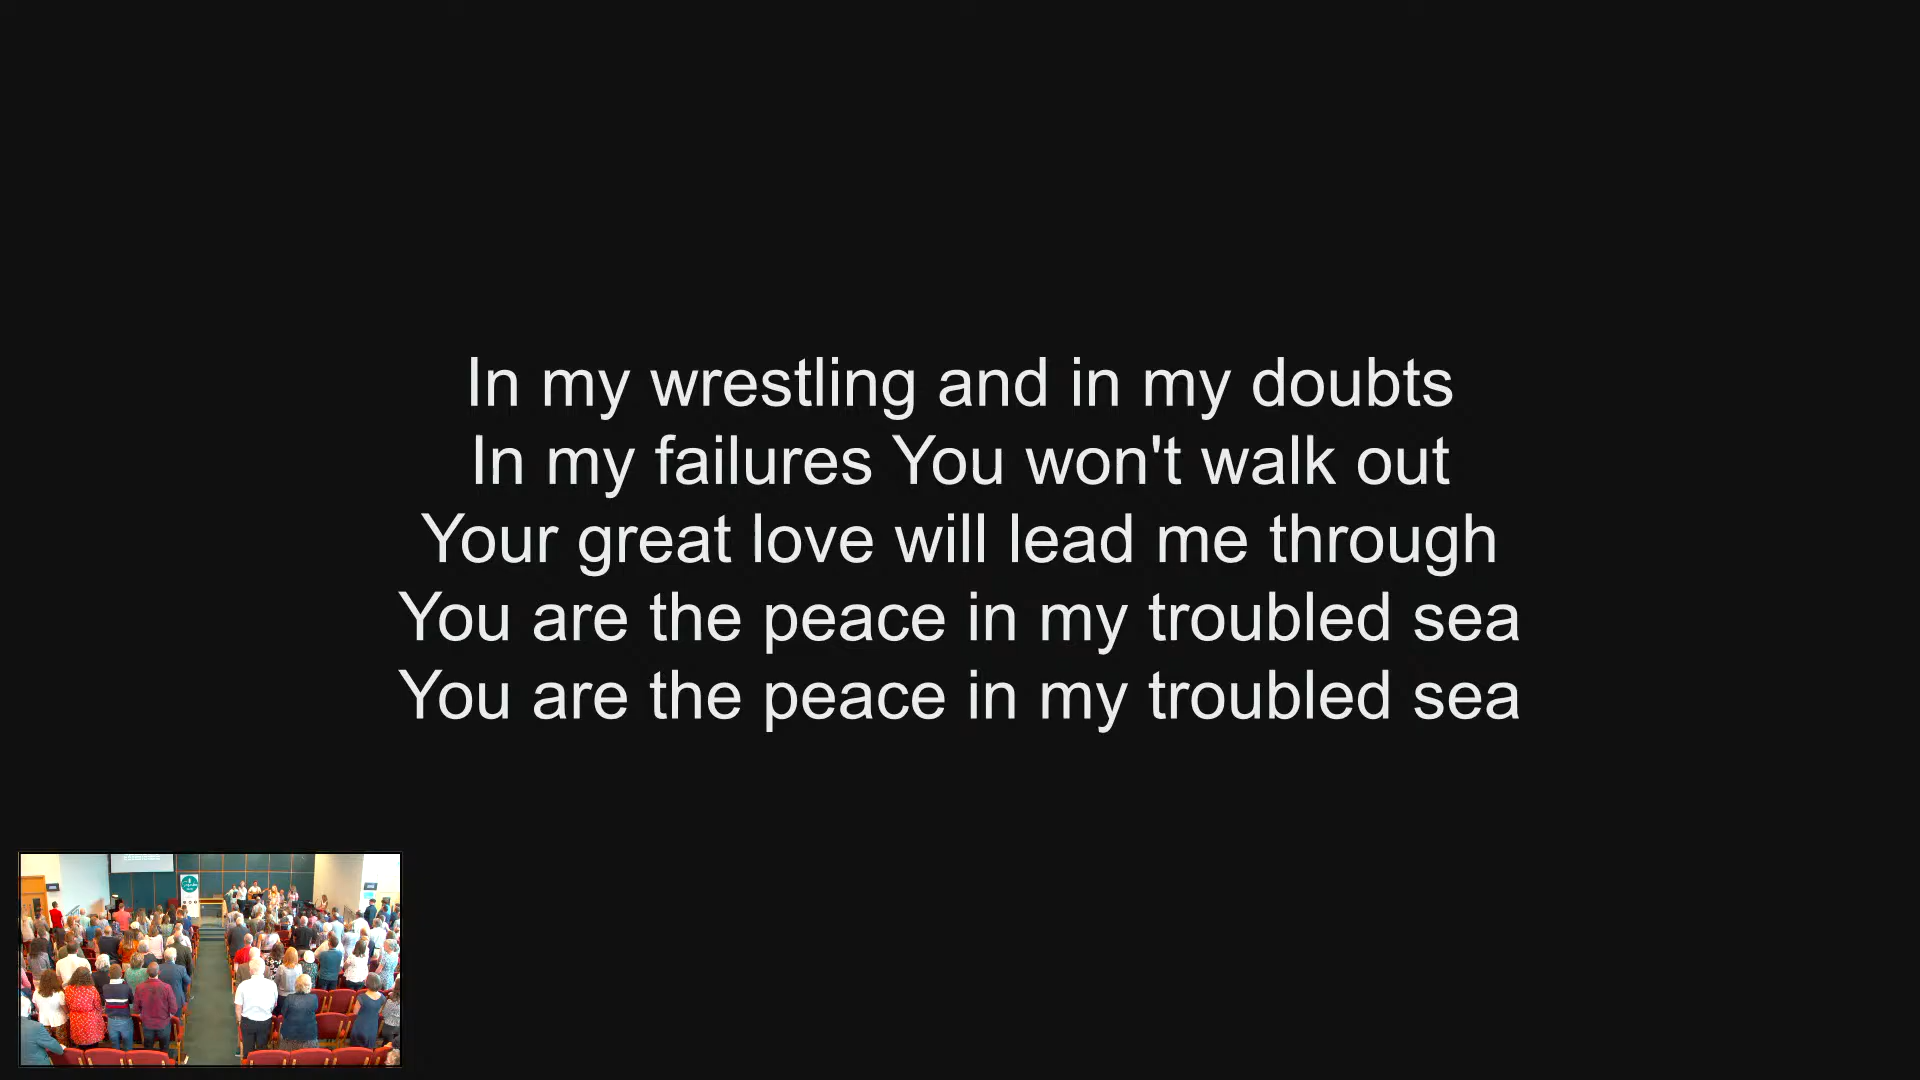 In my wrestling and in my doubts
In my failures You won't walk out
Your great love will lead me through
You are the peace in my troubled sea
You are the peace in my troubled sea